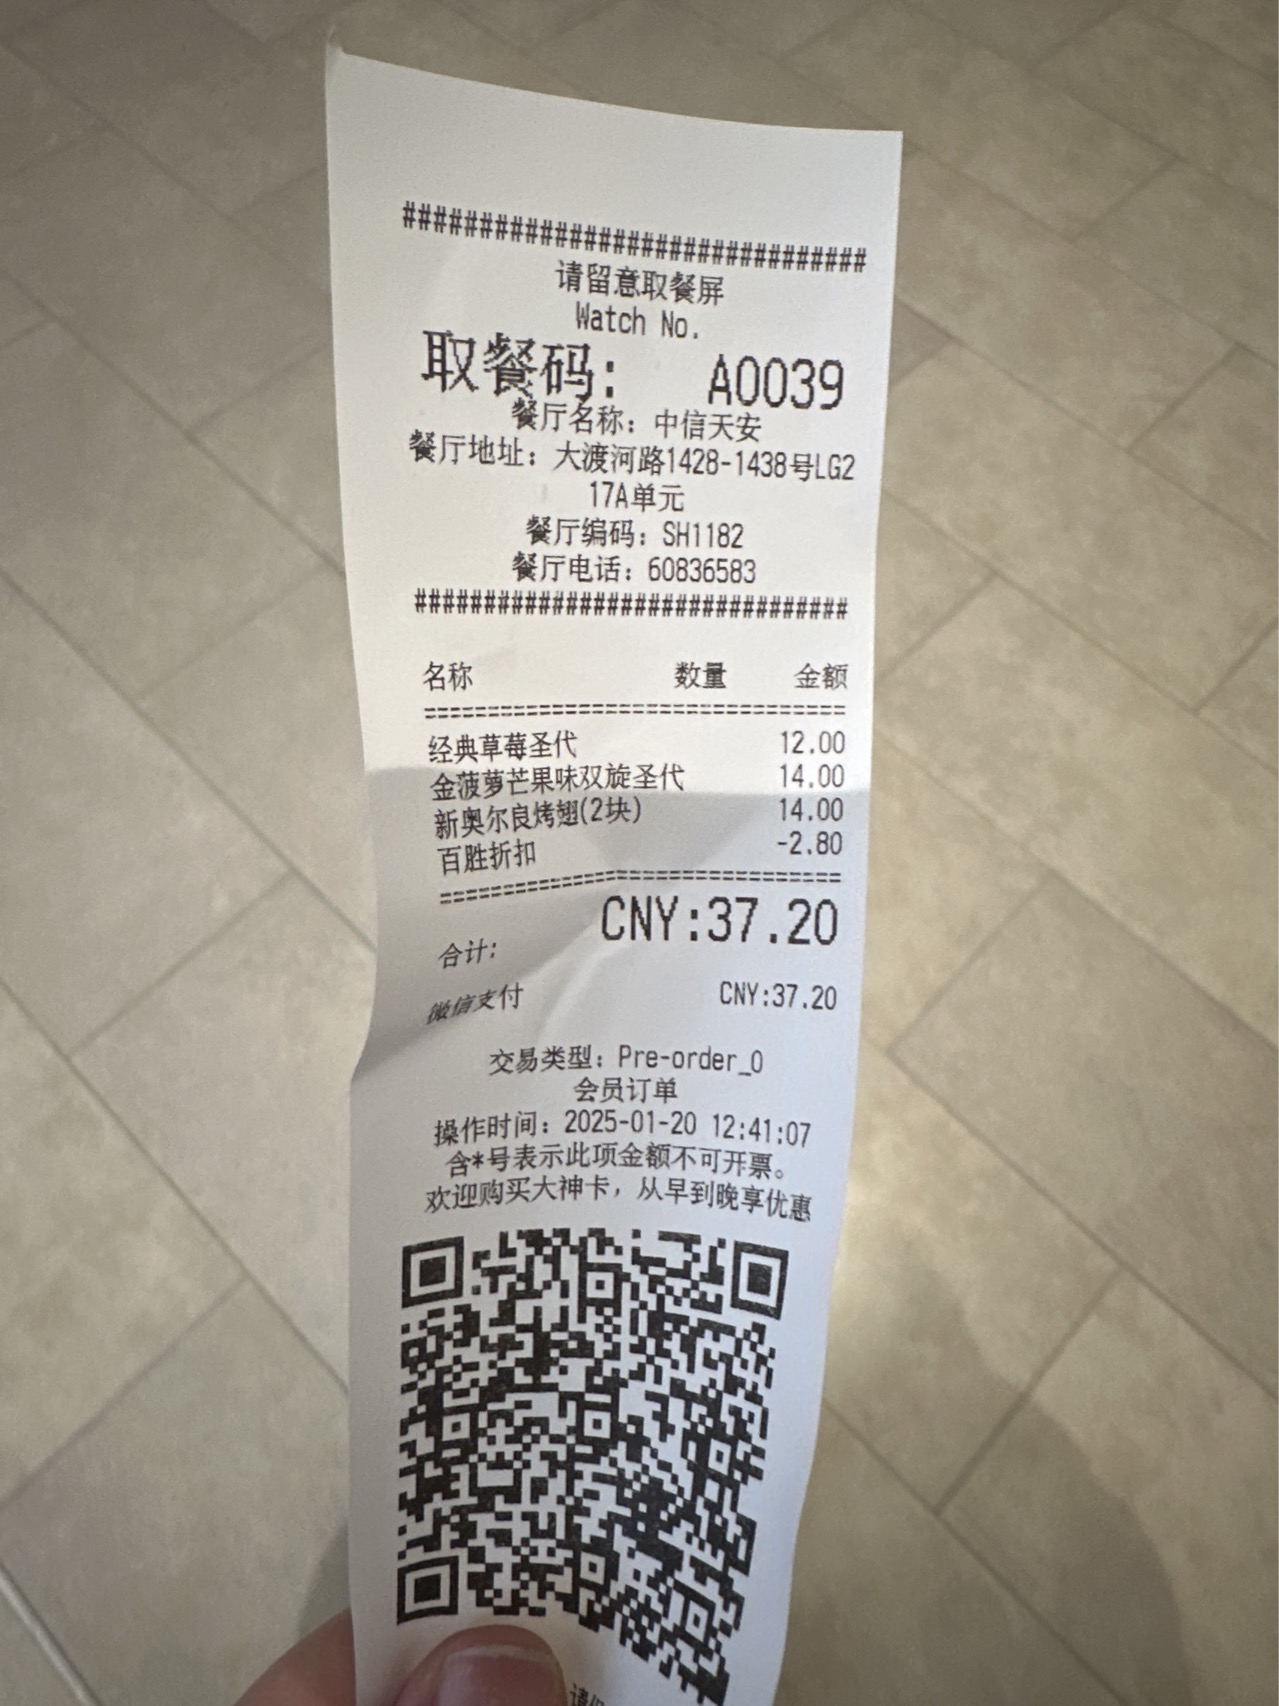 ##############################
请留意取餐屏
Watch No.
取餐码： A0039
餐厅名称：中信天安
餐厅地址：大渡河路1428-1438号LG2
17A单元
餐厅编码：SH1182
餐厅电话：60836583
##############################
名称 数量 金额
================================
经典草莓圣代 12.00
金菠萝芒果味双旋圣代 14.00
新奥尔良烤翅(2块) 14.00
百胜折扣 -2.80
================================
合计： CNY:37.20
微信支付 CNY:37.20
交易类型：Pre-order_0
会员订单
操作时间：2025-01-20 12:41:07
含*号表示此项金额不可开票。
欢迎购买大神卡，从早到晚享优惠